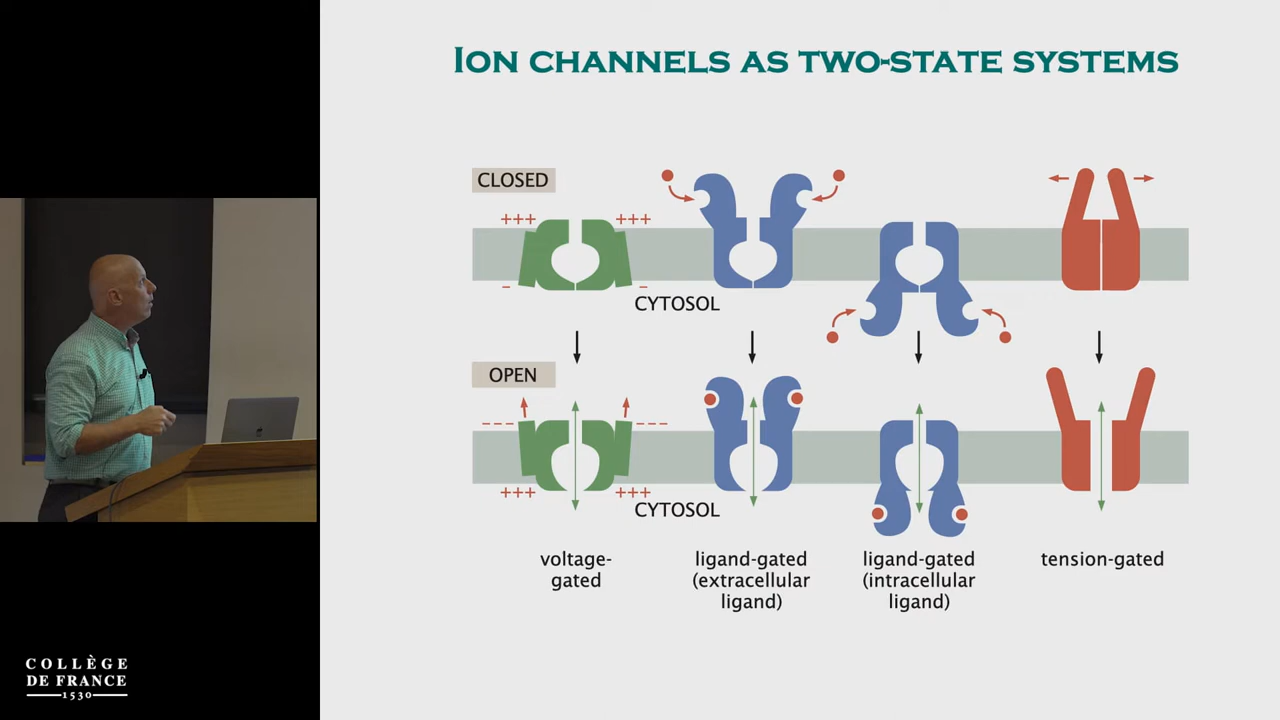 ION CHANNELS AS TWO-STATE SYSTEMS
CLOSED
+++ +++
– –
CYTOSOL
OPEN
––– –––
+++ +++
CYTOSOL
voltage-
gated
ligand-gated
(extracellular
ligand)
ligand-gated
(intracellular
ligand)
tension-gated
COLLÈGE
DE FRANCE
1530